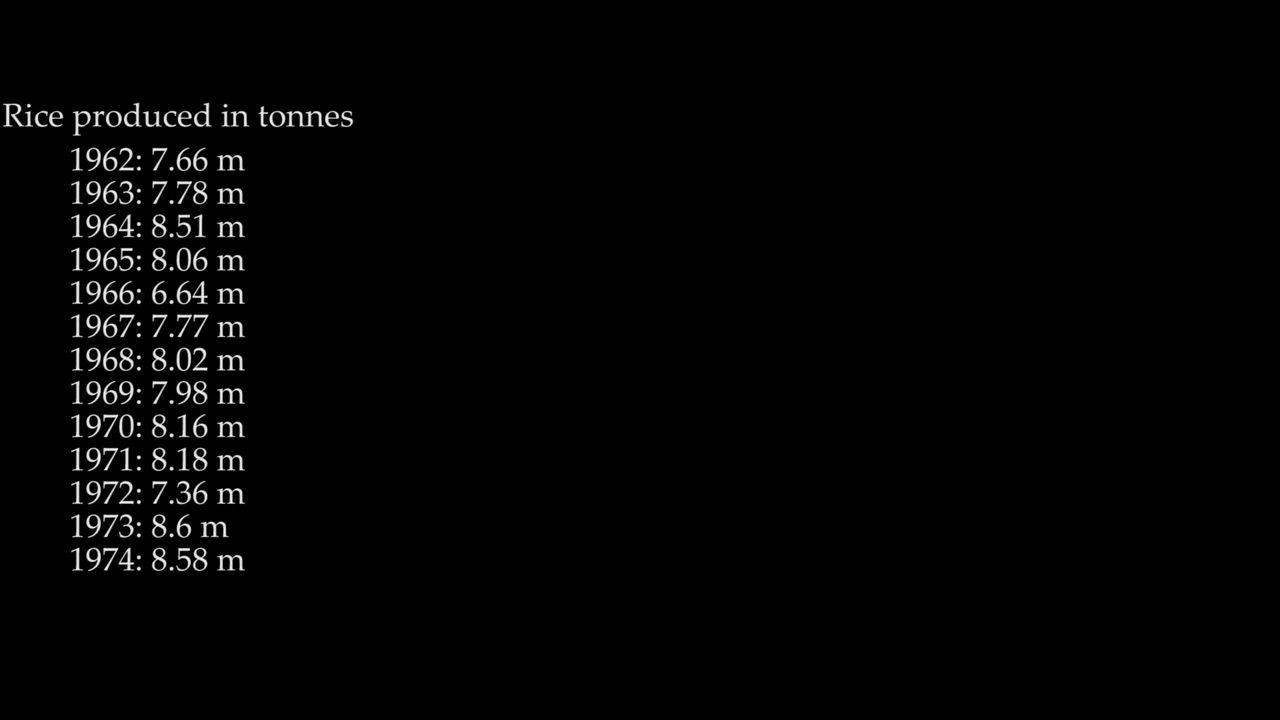 Rice produced in tonnes
1962: 7.66 m
1963: 7.78 m
1964: 8.51 m
1965: 8.06 m
1966: 6.64 m
1967: 7.77 m
1968: 8.02 m
1969: 7.98 m
1970: 8.16 m
1971: 8.18 m
1972: 7.36 m
1973: 8.6 m
1974: 8.58 m